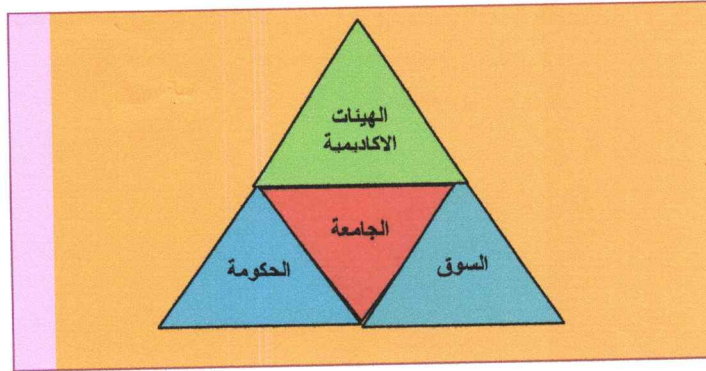 الهيئات
الاكاديمية
الجامعة
السوق
الحكومة